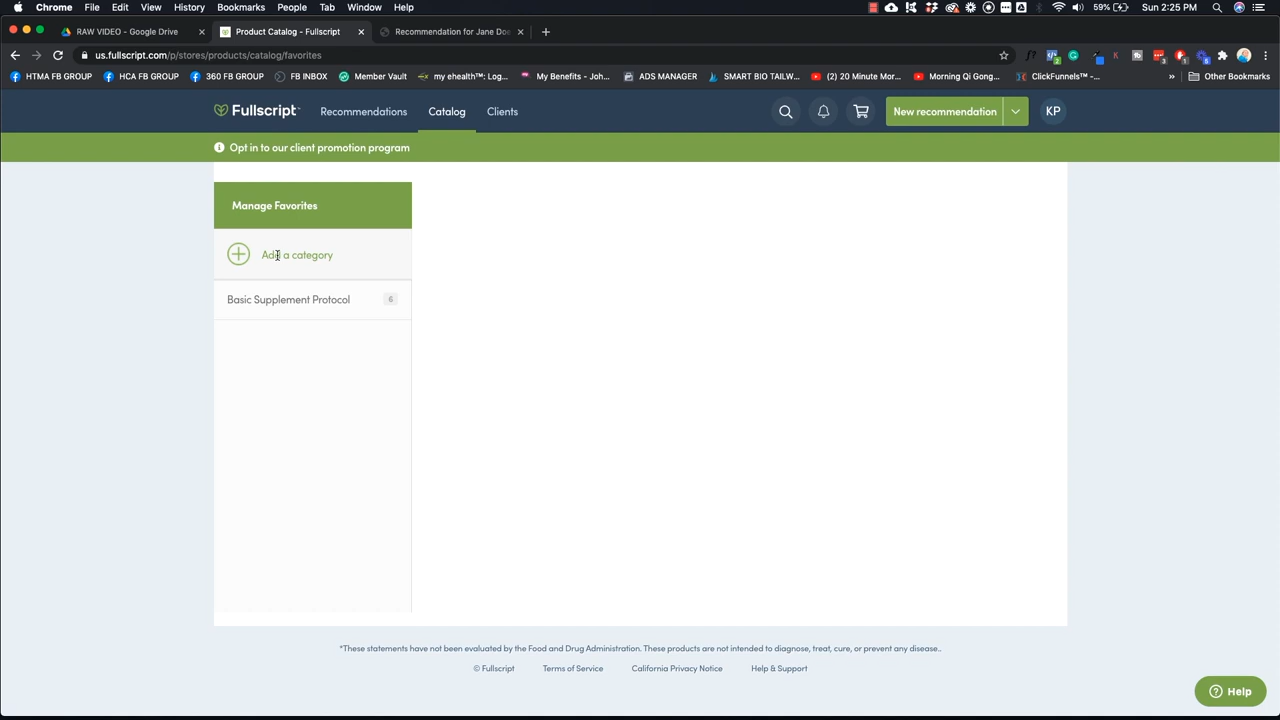 Chrome File Edit View History Bookmarks People Tab Window Help 59% Sun 2:25 PM
RAW VIDEO - Google Drive Product Catalog - Fullscript Recommendation for Jane Doe
us.fullscript.com/p/stores/products/catalog/favorites
HTMA FB GROUP HCA FB GROUP 360 FB GROUP FB INBOX Member Vault my ehealth™: Log... My Benefits - Joh... ADS MANAGER SMART BIO TAILW... (2) 20 Minute Mor... Morning Qi Gong... ClickFunnels™ -... » Other Bookmarks
Fullscript Recommendations Catalog Clients New recommendation KP
Opt in to our client promotion program
Manage Favorites
Add a category
Basic Supplement Protocol 6
*These statements have not been evaluated by the Food and Drug Administration. These products are not intended to diagnose, treat, cure, or prevent any disease..
© Fullscript Terms of Service California Privacy Notice Help & Support
Help